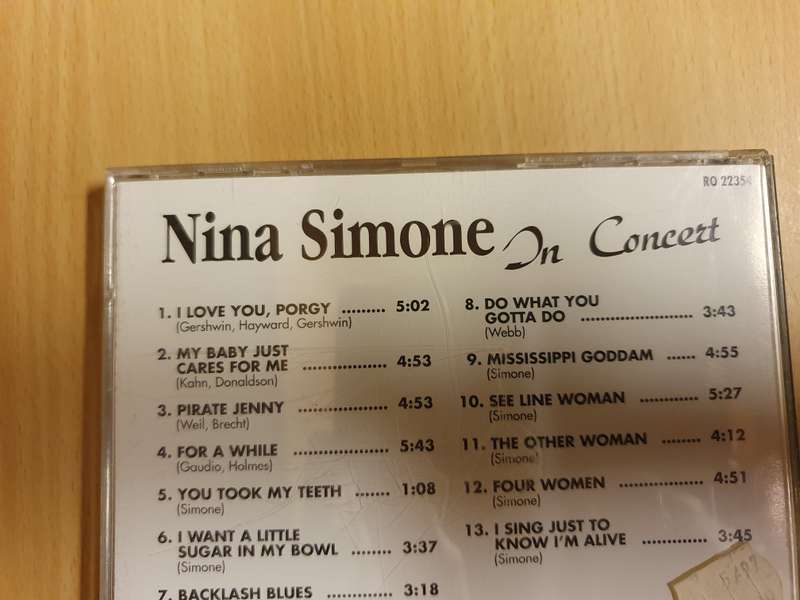 RO 22354
Nina Simone In Concert
1. I LOVE YOU, PORGY ......... 5:02
(Gershwin, Hayward, Gershwin)
2. MY BABY JUST
CARES FOR ME .................. 4:53
(Kahn, Donaldson)
3. PIRATE JENNY ................... 4:53
(Weil, Brecht)
4. FOR A WHILE .................... 5:43
(Gaudio, Holmes)
5. YOU TOOK MY TEETH ....... 1:08
(Simone)
6. I WANT A LITTLE
SUGAR IN MY BOWL ........ 3:37
(Simone)
7. BACKLASH BLUES .............. 3:18
8. DO WHAT YOU
GOTTA DO ........................ 3:43
(Webb)
9. MISSISSIPPI GODDAM ...... 4:55
(Simone)
10. SEE LINE WOMAN ............. 5:27
(Simone)
11. THE OTHER WOMAN ........ 4:12
(Simone)
12. FOUR WOMEN .................. 4:51
(Simone)
13. I SING JUST TO
KNOW I'M ALIVE .............. 3:45
(Simone)